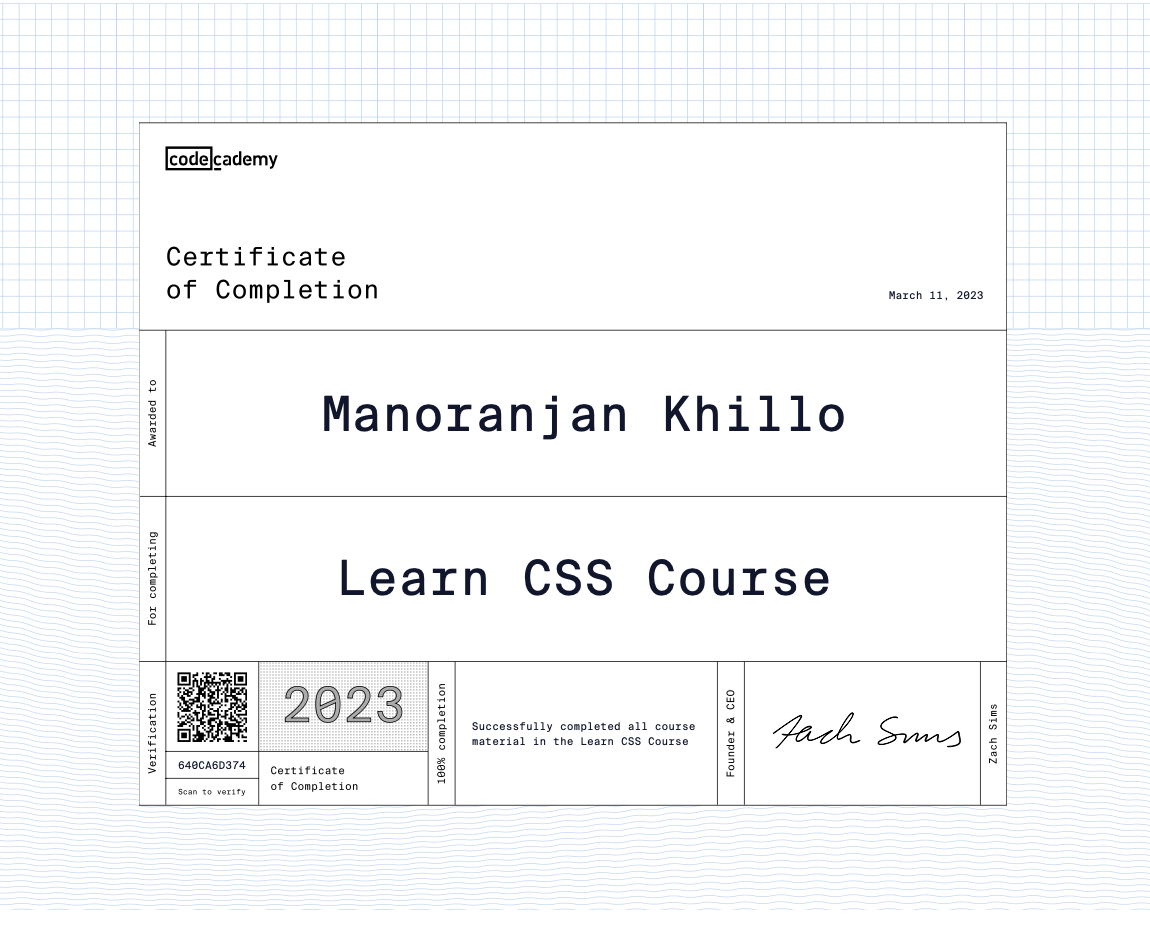 codecademy
Certificate
of Completion
March 11, 2023
Awarded to
Manoranjan Khillo
For completing
Learn CSS Course
Verification
640CA6D374
Scan to verify
2023
Certificate
of Completion
100% completion
Successfully completed all course
material in the Learn CSS Course
Founder & CEO
Zach Sims
Zach Sims